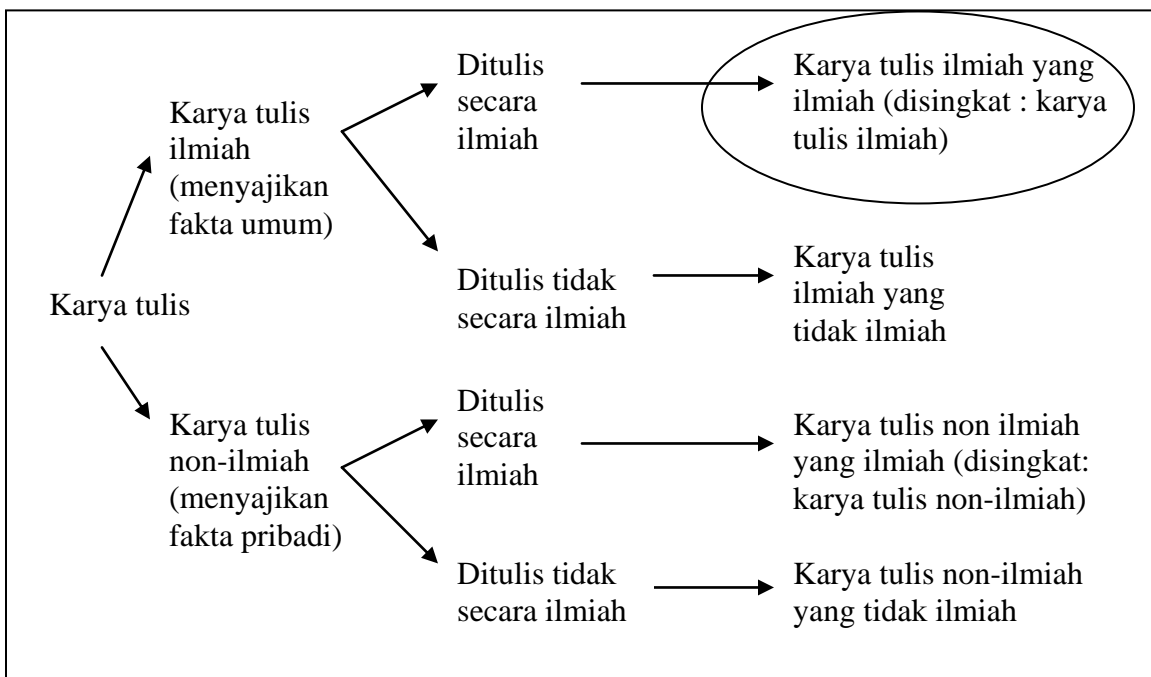 Karya tulis
Karya tulis
ilmiah
(menyajikan
fakta umum)
Ditulis
secara
ilmiah
Karya tulis ilmiah yang
ilmiah (disingkat : karya
tulis ilmiah)
Ditulis tidak
secara ilmiah
Karya tulis
ilmiah yang
tidak ilmiah
Karya tulis
non-ilmiah
(menyajikan
fakta pribadi)
Ditulis
secara
ilmiah
Karya tulis non ilmiah
yang ilmiah (disingkat:
karya tulis non-ilmiah)
Ditulis tidak
secara ilmiah
Karya tulis non-ilmiah
yang tidak ilmiah